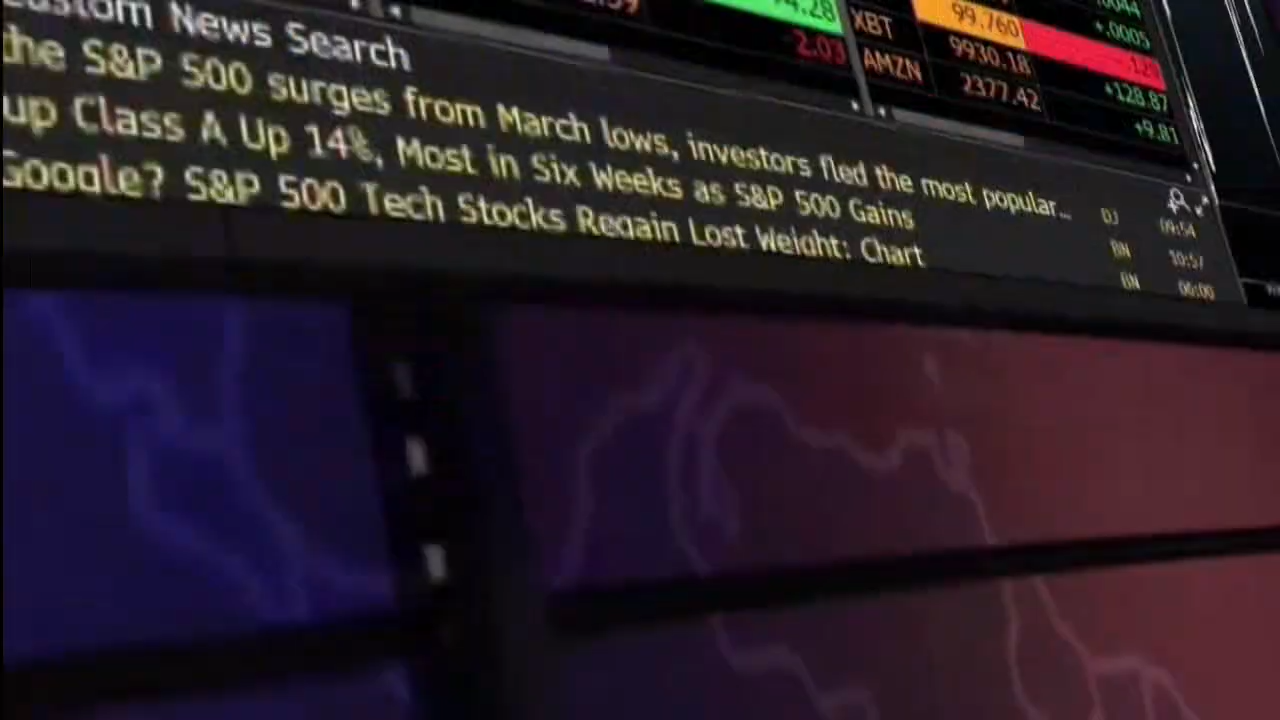 Custom News Search
the S&P 500 surges from March lows, investors fled the most popular... DJ 09:54
up Class A Up 14%, Most in Six Weeks as S&P 500 Gains BN 10:57
Google? S&P 500 Tech Stocks Regain Lost Weight: Chart BN 06:00
4.28
2.03
XBT
AMZN
99.760
9930.18
2377.42
+.0005
+128.87
+9.81